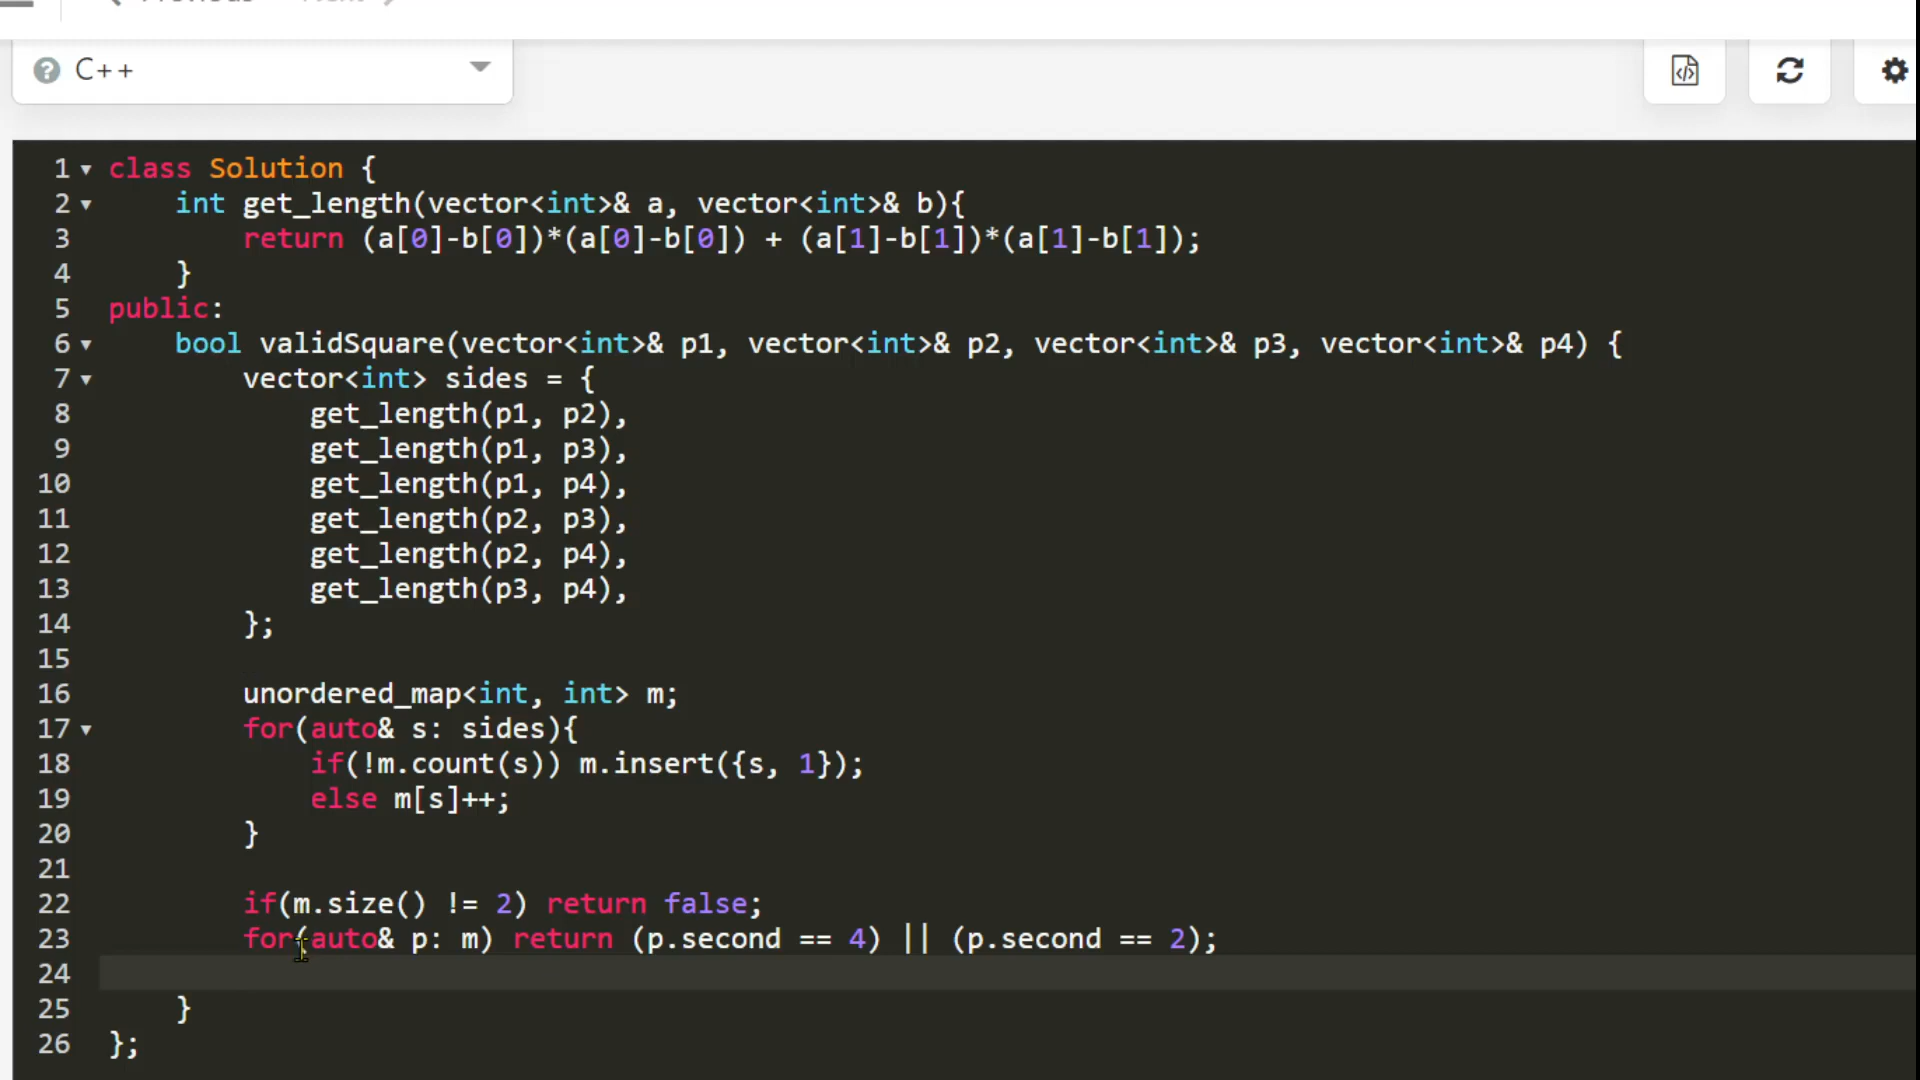 C++
1 class Solution {
2 int get_length(vector<int>& a, vector<int>& b){
3 return (a[0]-b[0])*(a[0]-b[0]) + (a[1]-b[1])*(a[1]-b[1]);
4 }
5 public:
6 bool validSquare(vector<int>& p1, vector<int>& p2, vector<int>& p3, vector<int>& p4) {
7 vector<int> sides = {
8 get_length(p1, p2),
9 get_length(p1, p3),
10 get_length(p1, p4),
11 get_length(p2, p3),
12 get_length(p2, p4),
13 get_length(p3, p4),
14 };
15
16 unordered_map<int, int> m;
17 for(auto& s: sides){
18 if(!m.count(s)) m.insert({s, 1});
19 else m[s]++;
20 }
21
22 if(m.size() != 2) return false;
23 for(auto& p: m) return (p.second == 4) || (p.second == 2);
24
25 }
26 };